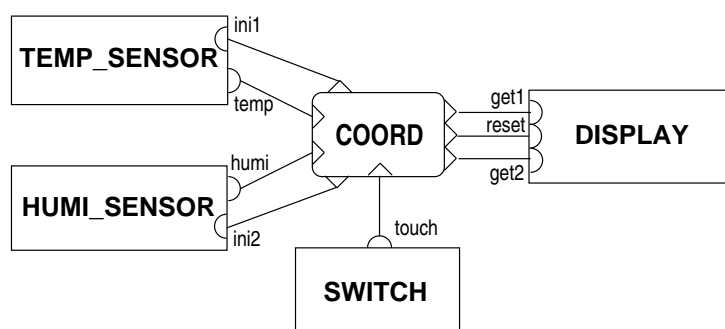 ini1
TEMP_SENSOR
temp
COORD
get1
reset
DISPLAY
get2
humi
HUMI_SENSOR
ini2
touch
SWITCH